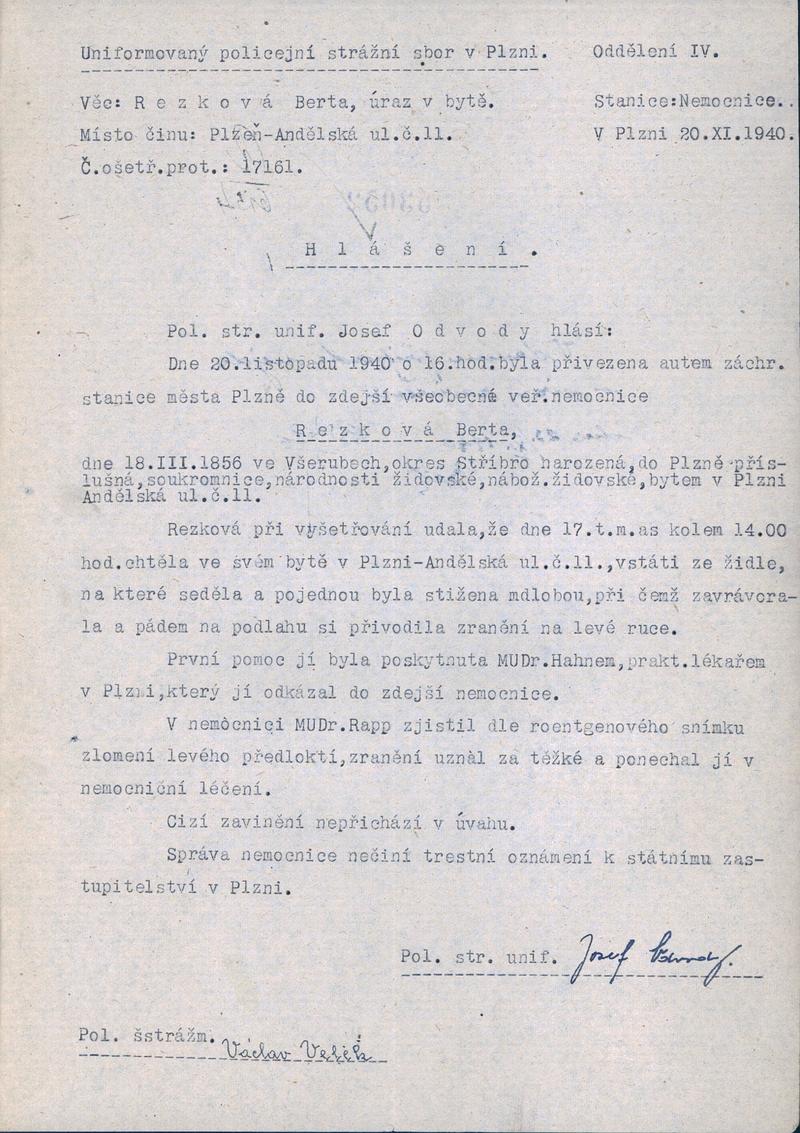 Uniformovaný policejní strážní sbor v Plzni. Oddělení IV.
Věc: R e z k o v á Berta, úraz v bytě. Stanice:Nemocnice..
Místo činu: Plzeň-Andělská ul.č.11. V Plzni 20.XI.1940.
Č.ošetř.prot.: 17161.
H l á š e n í .
Pol. str. unif. Josef O d v o d y hlásí:
Dne 20.listopadu 1940 o 16.hod.byla přivezena autem záchr.
stanice města Plzně do zdejší všecbecné veř.nemocnice
R e z k o v á Berta,
dne 18.III.1856 ve Všerubech,okres Stříbro narozená,do Plzně přís-
lušná,soukromnice,národnosti židovské,nábož.židovské,bytem v Plzni
Andělská ul.č.11.
Rezková při vyšetřování udala,že dne 17.t.m.as kolem 14.00
hod.chtěla ve svém bytě v Plzni-Andělská ul.č.11.,vstáti ze židle,
na které seděla a pojednou byla stižena mdlobou,při čemž zavrávora-
la a pádem na podlahu si přivodila zranění na levé ruce.
První pomoc jí byla poskytnuta MUDr.Hahnem,prakt.lékařem
v Plzni,který jí odkázal do zdejší nemocnice.
V nemocnici MUDr.Rapp zjistil dle roentgenového snímku
zlomení levého předloktí,zranění uznal za těžké a ponechal jí v
nemocniční léčení.
Cizí zavinění nepřichází v úvahu.
Správa nemocnice nečiní trestní oznámení k státnímu zas-
tupitelství v Plzni.
Pol. str. unif. Josef
Pol. šstrážm. Václav